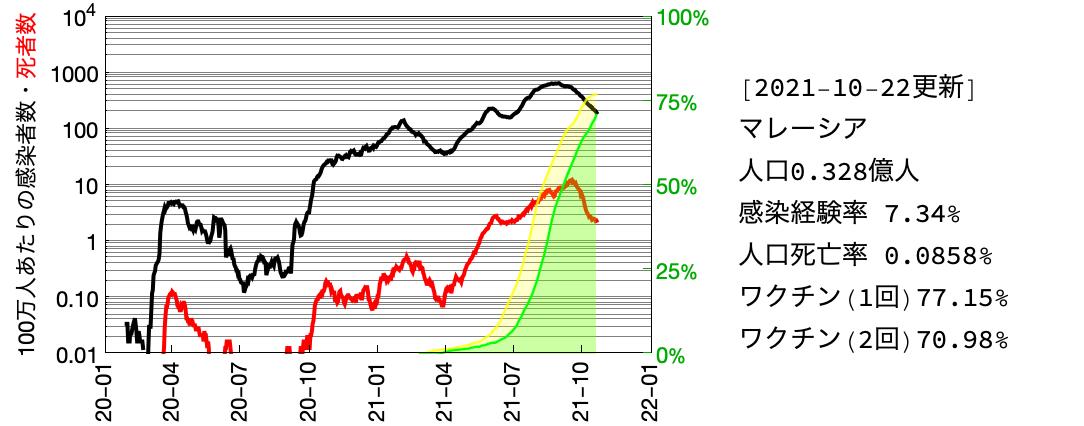 100万人あたりの感染者数・死者数
10^4
1000
100
10
1
0.10
0.01
100%
75%
50%
25%
0%
20-01
20-04
20-07
20-10
21-01
21-04
21-07
21-10
22-01
[2021-10-22更新]
マレーシア
人口0.328億人
感染経験率 7.34%
人口死亡率 0.0858%
ワクチン(1回)77.15%
ワクチン(2回)70.98%